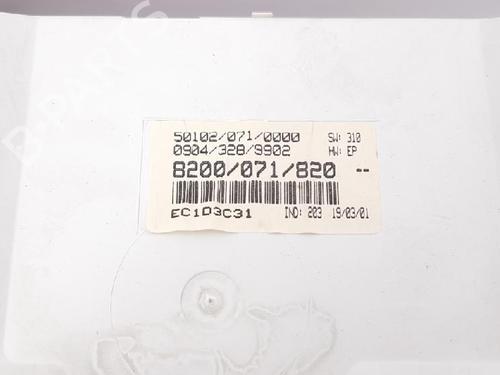 50102/071/0000 SW: 310
0904/328/9902 HW: EP
8200/071/820 --
EC1D3C31 IND: 203 19/03/01
B-PARTS